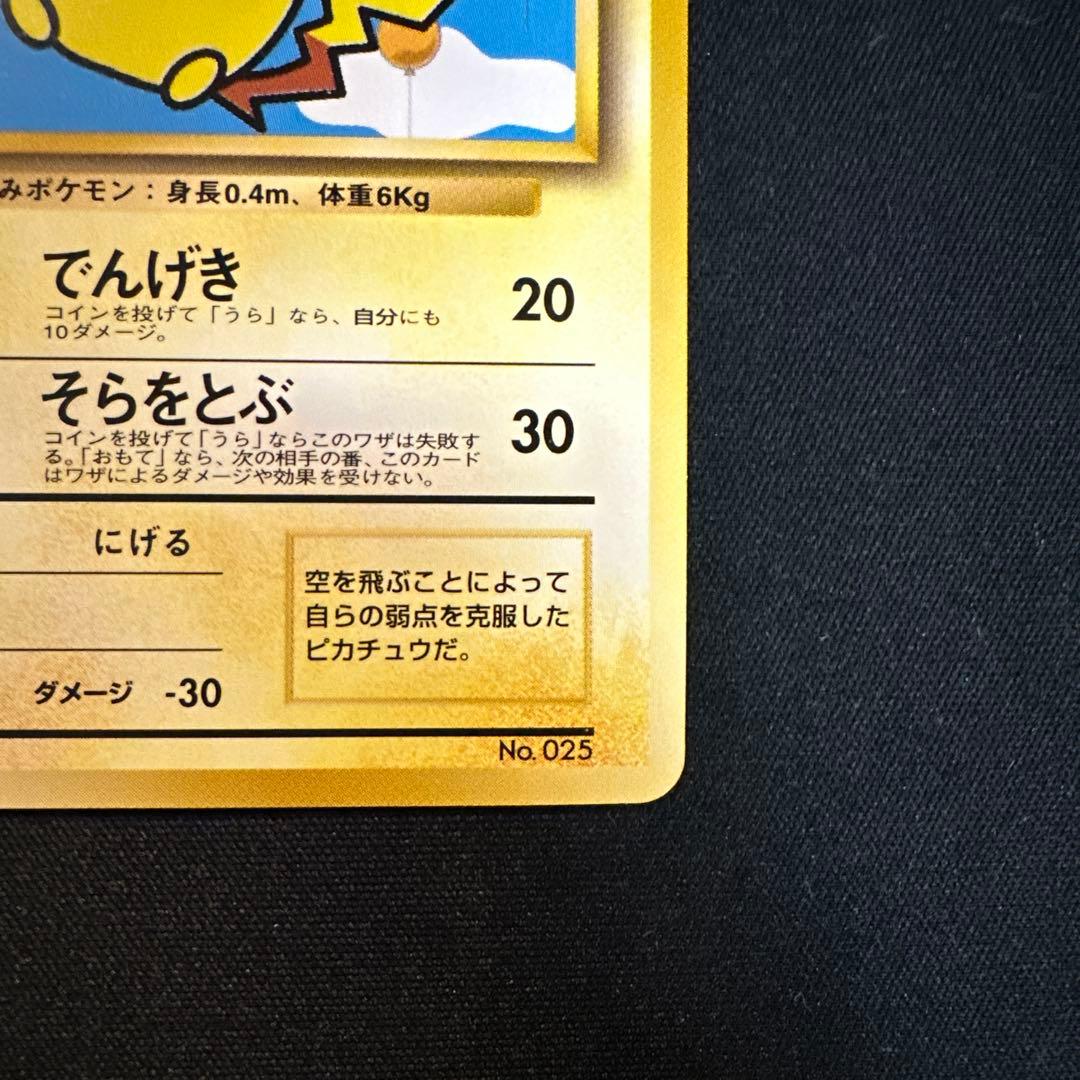 みポケモン：身長0.4m、体重6Kg
でんげき
20
コインを投げて「うら」なら、自分にも
10ダメージ。
そらをとぶ
30
コインを投げて「うら」ならこのワザは失敗す
る。「おもて」なら、次の相手の番、このカード
はワザによるダメージや効果を受けない。
にげる
空を飛ぶことによって
自らの弱点を克服した
ピカチュウだ。
ダメージ -30
No. 025